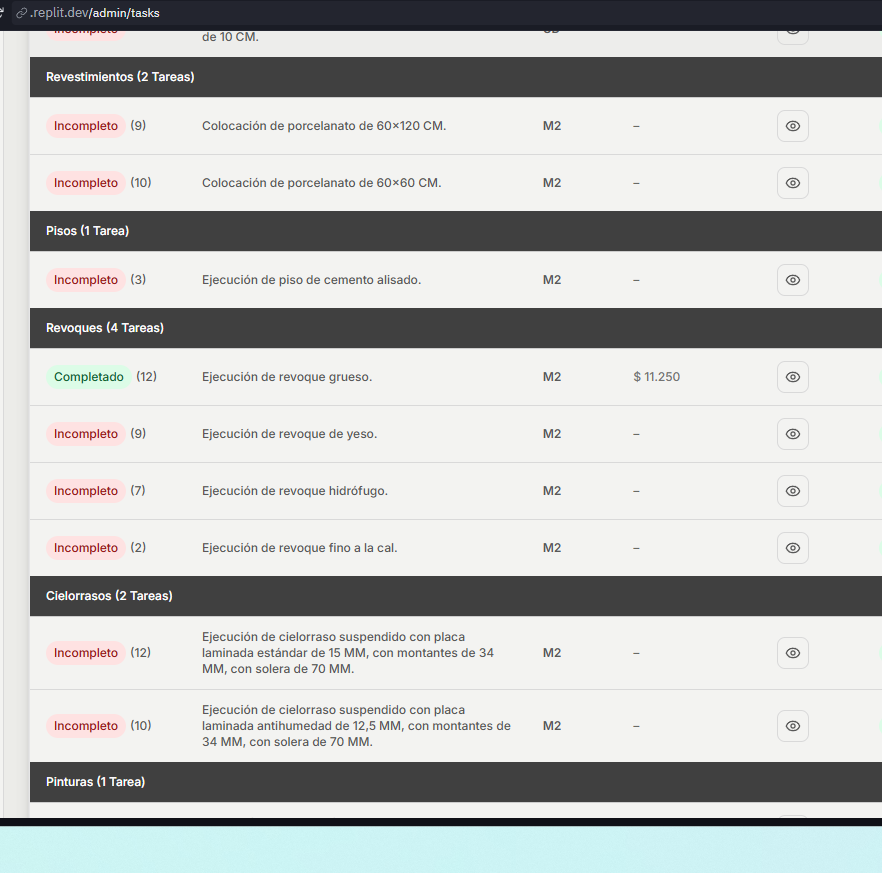 .replit.dev/admin/tasks
Incompleto
de 10 CM.
Revestimientos (2 Tareas)
Incompleto (9) Colocación de porcelanato de 60x120 CM. M2 –
Incompleto (10) Colocación de porcelanato de 60x60 CM. M2 –
Pisos (1 Tarea)
Incompleto (3) Ejecución de piso de cemento alisado. M2 –
Revoques (4 Tareas)
Completado (12) Ejecución de revoque grueso. M2 $ 11.250
Incompleto (9) Ejecución de revoque de yeso. M2 –
Incompleto (7) Ejecución de revoque hidrófugo. M2 –
Incompleto (2) Ejecución de revoque fino a la cal. M2 –
Cielorrasos (2 Tareas)
Incompleto (12) Ejecución de cielorraso suspendido con placa
laminada estándar de 15 MM, con montantes de 34
MM, con solera de 70 MM. M2 –
Incompleto (10) Ejecución de cielorraso suspendido con placa
laminada antihumedad de 12,5 MM, con montantes de
34 MM, con solera de 70 MM. M2 –
Pinturas (1 Tarea)